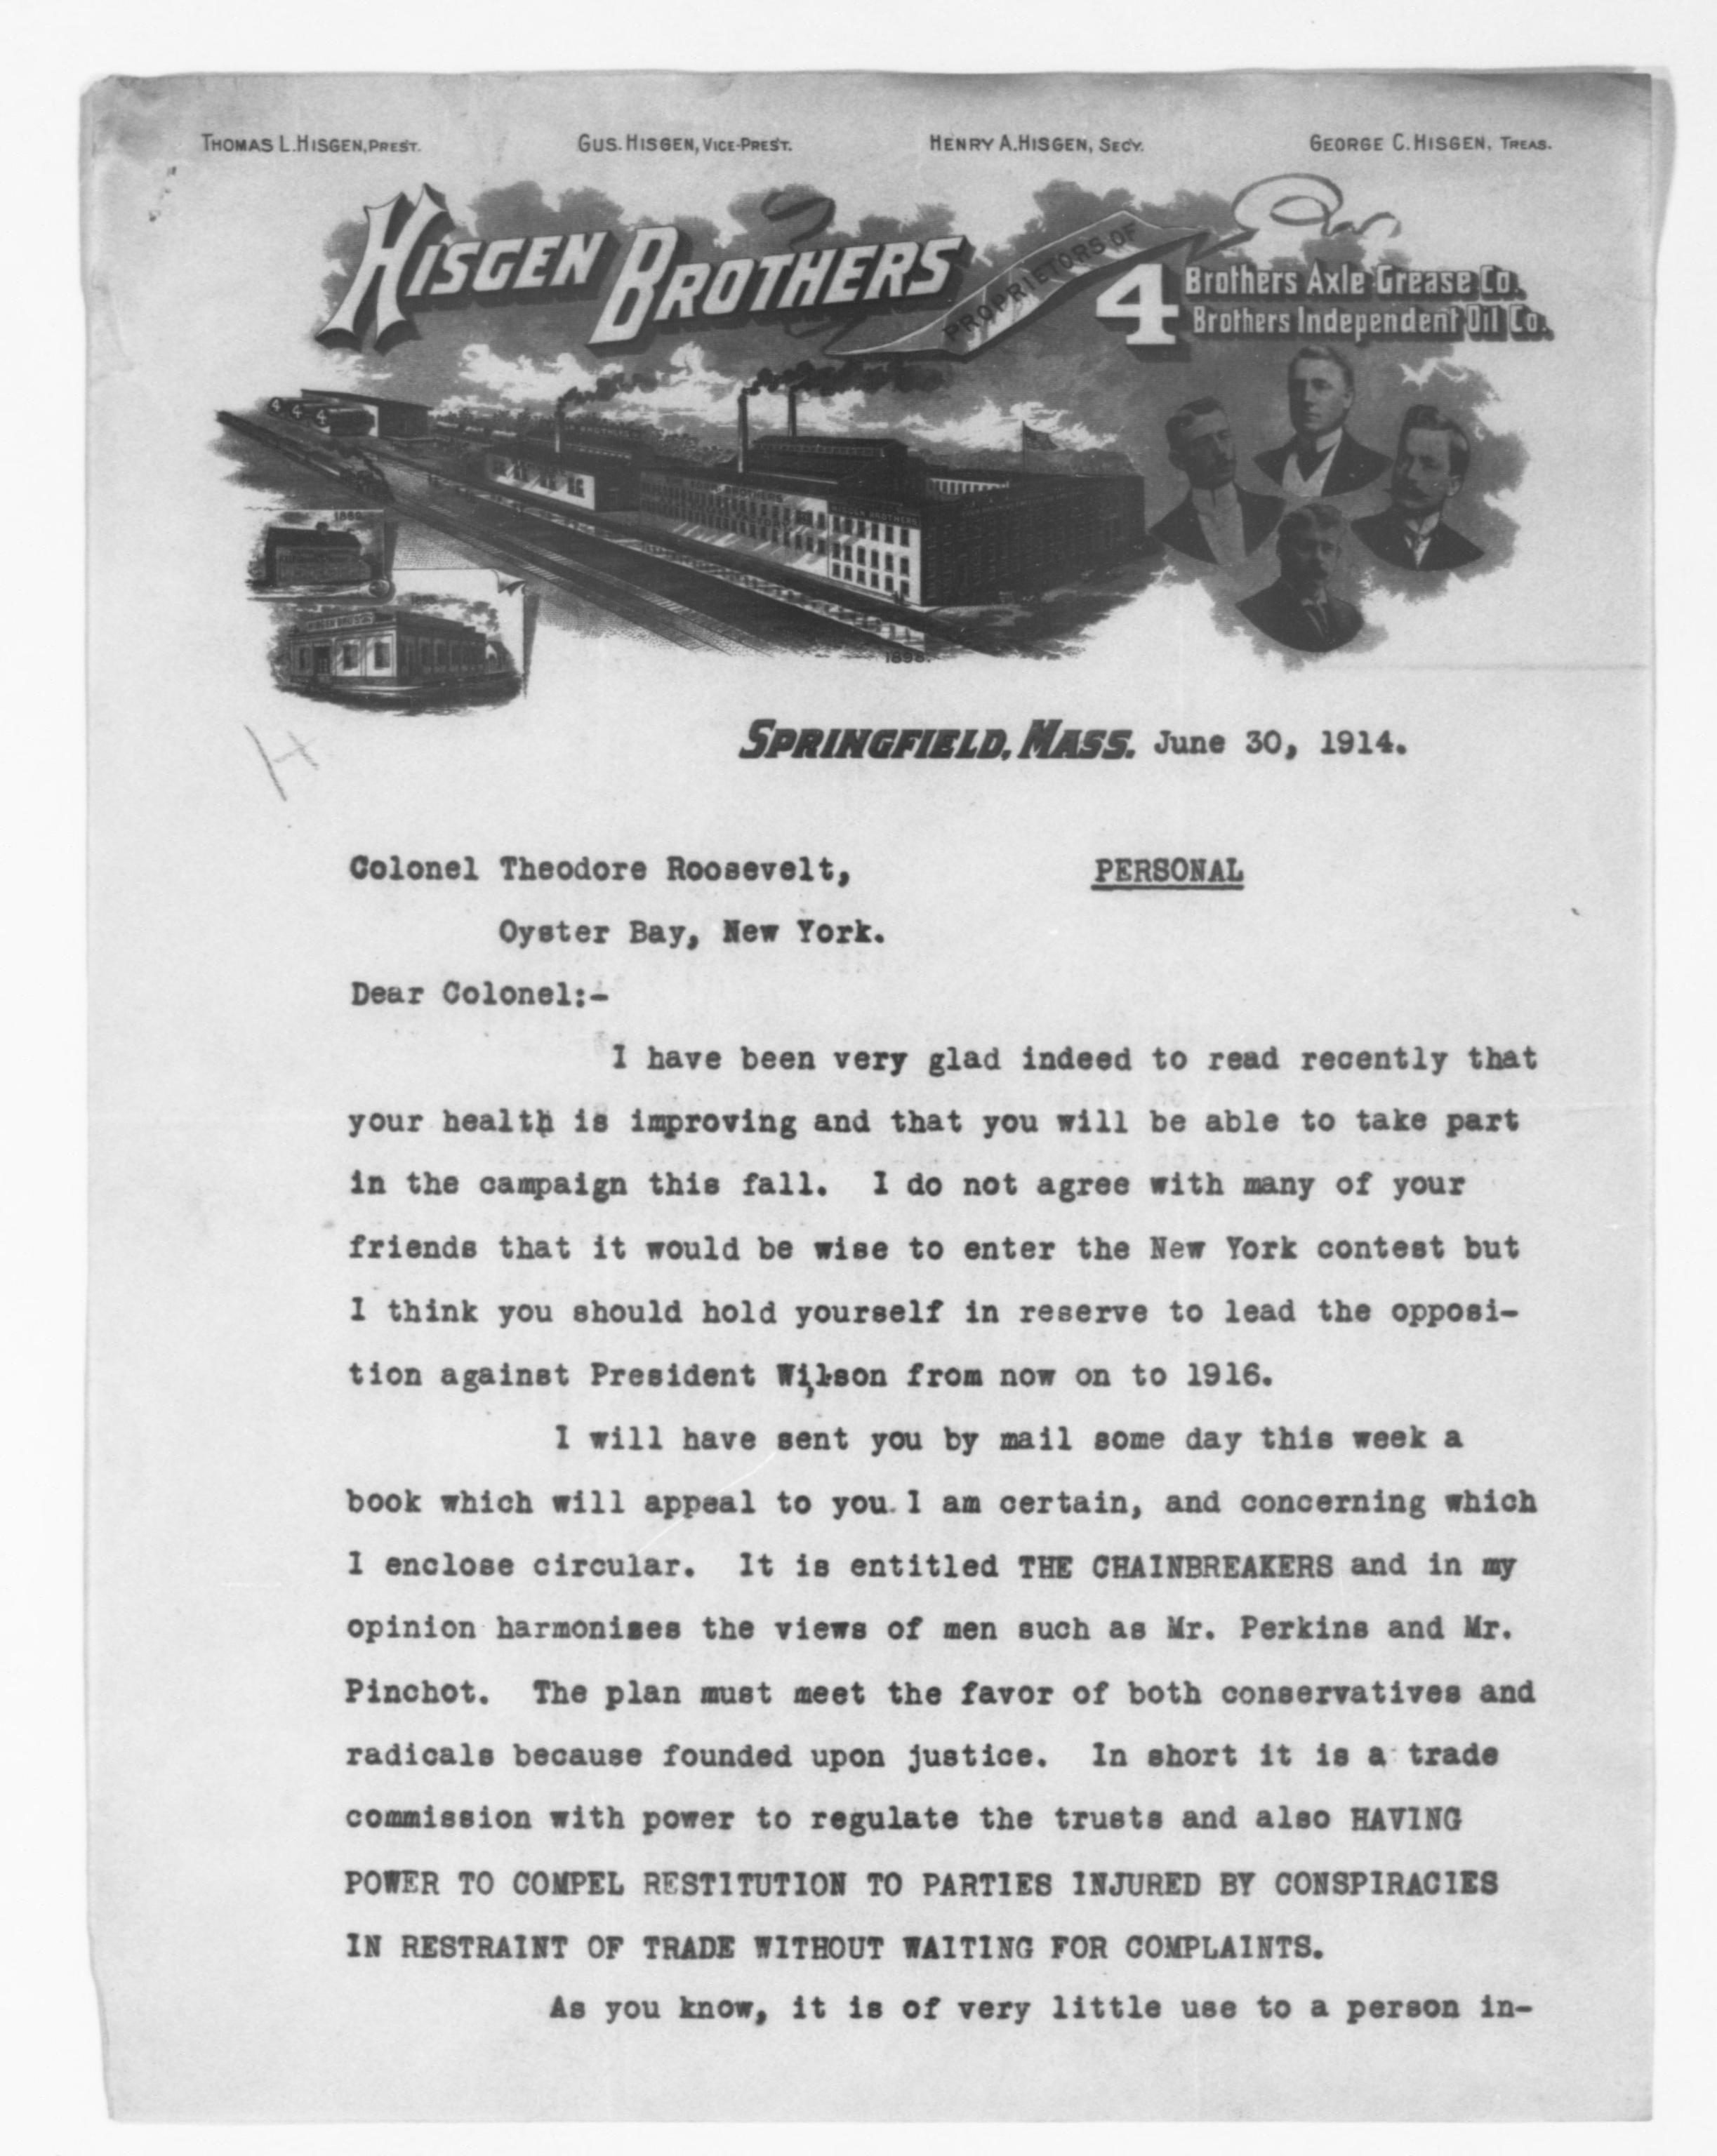 THOMAS L. HISGEN, PREST. GUS. HISGEN, VICE-PREST. HENRY A. HISGEN, SECY. GEORGE C. HISGEN, TREAS.
HISGEN BROTHERS
PROPRIETORS OF
4 Brothers Axle Grease Co.
Brothers Independent Oil Co.
4 4 4
SPRINGFIELD, MASS. June 30, 1914.
H
Colonel Theodore Roosevelt, PERSONAL
Oyster Bay, New York.
Dear Colonel:-
I have been very glad indeed to read recently that
your health is improving and that you will be able to take part
in the campaign this fall. I do not agree with many of your
friends that it would be wise to enter the New York contest but
I think you should hold yourself in reserve to lead the opposi-
tion against President Wilson from now on to 1916.
I will have sent you by mail some day this week a
book which will appeal to you I am certain, and concerning which
I enclose circular. It is entitled THE CHAINBREAKERS and in my
opinion harmonizes the views of men such as Mr. Perkins and Mr.
Pinchot. The plan must meet the favor of both conservatives and
radicals because founded upon justice. In short it is a trade
commission with power to regulate the trusts and also HAVING
POWER TO COMPEL RESTITUTION TO PARTIES INJURED BY CONSPIRACIES
IN RESTRAINT OF TRADE WITHOUT WAITING FOR COMPLAINTS.
As you know, it is of very little use to a person in-